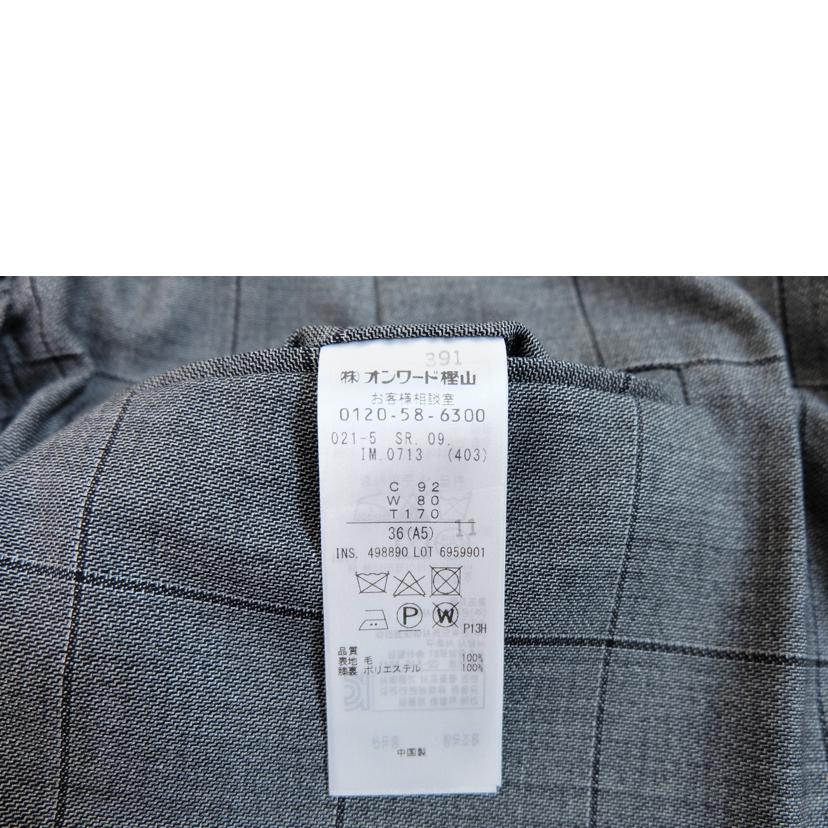 391
㈱オンワード樫山
お客様相談室
0120-58-6300
021-5 SR. 09.
IM.0713 (403)
C 92
W 80
T170
36(A5) 11
INS. 498890 LOT 6959901
P W P13H
品質
表地 毛 100%
膝裏 ポリエステル 100%
中国製